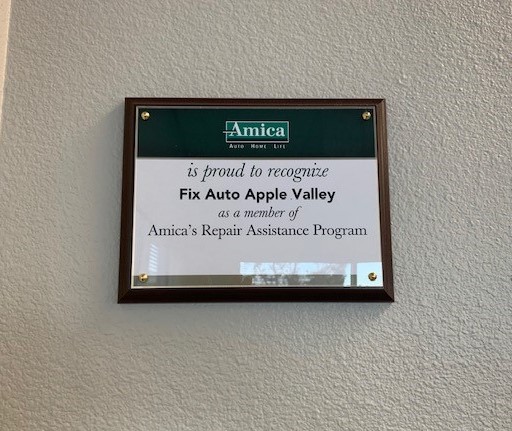 Amica
AUTO HOME LIFE
is proud to recognize
Fix Auto Apple Valley
as a member of
Amica's Repair Assistance Program